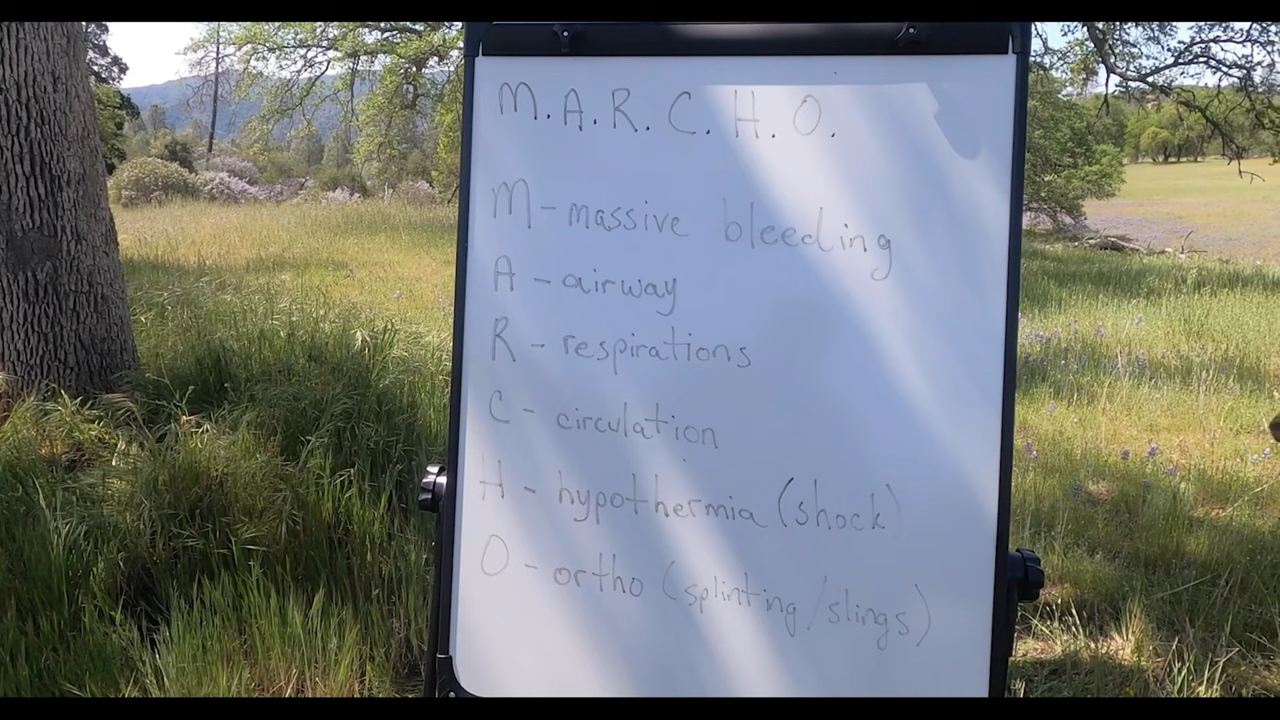 M.A.R.C.H.O.
M - massive bleeding
A - airway
R - respirations
C - circulation
H - hypothermia (shock)
O - ortho (splinting/slings)